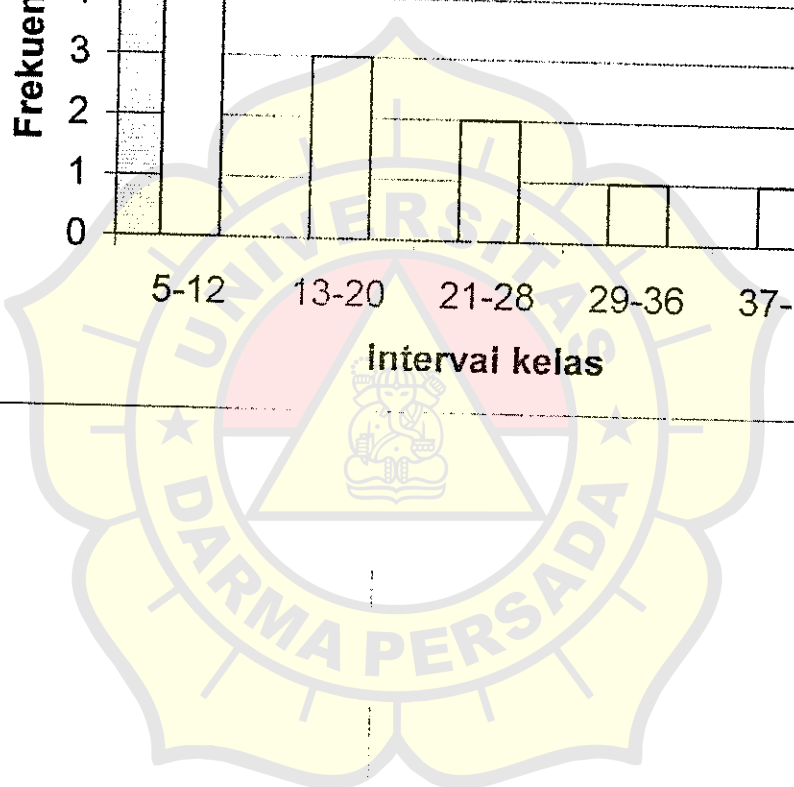 Frekuen
3
2
1
0
5-12 13-20 21-28 29-36 37-
Interval kelas
UNIVERSITAS
DARMA PERSADA